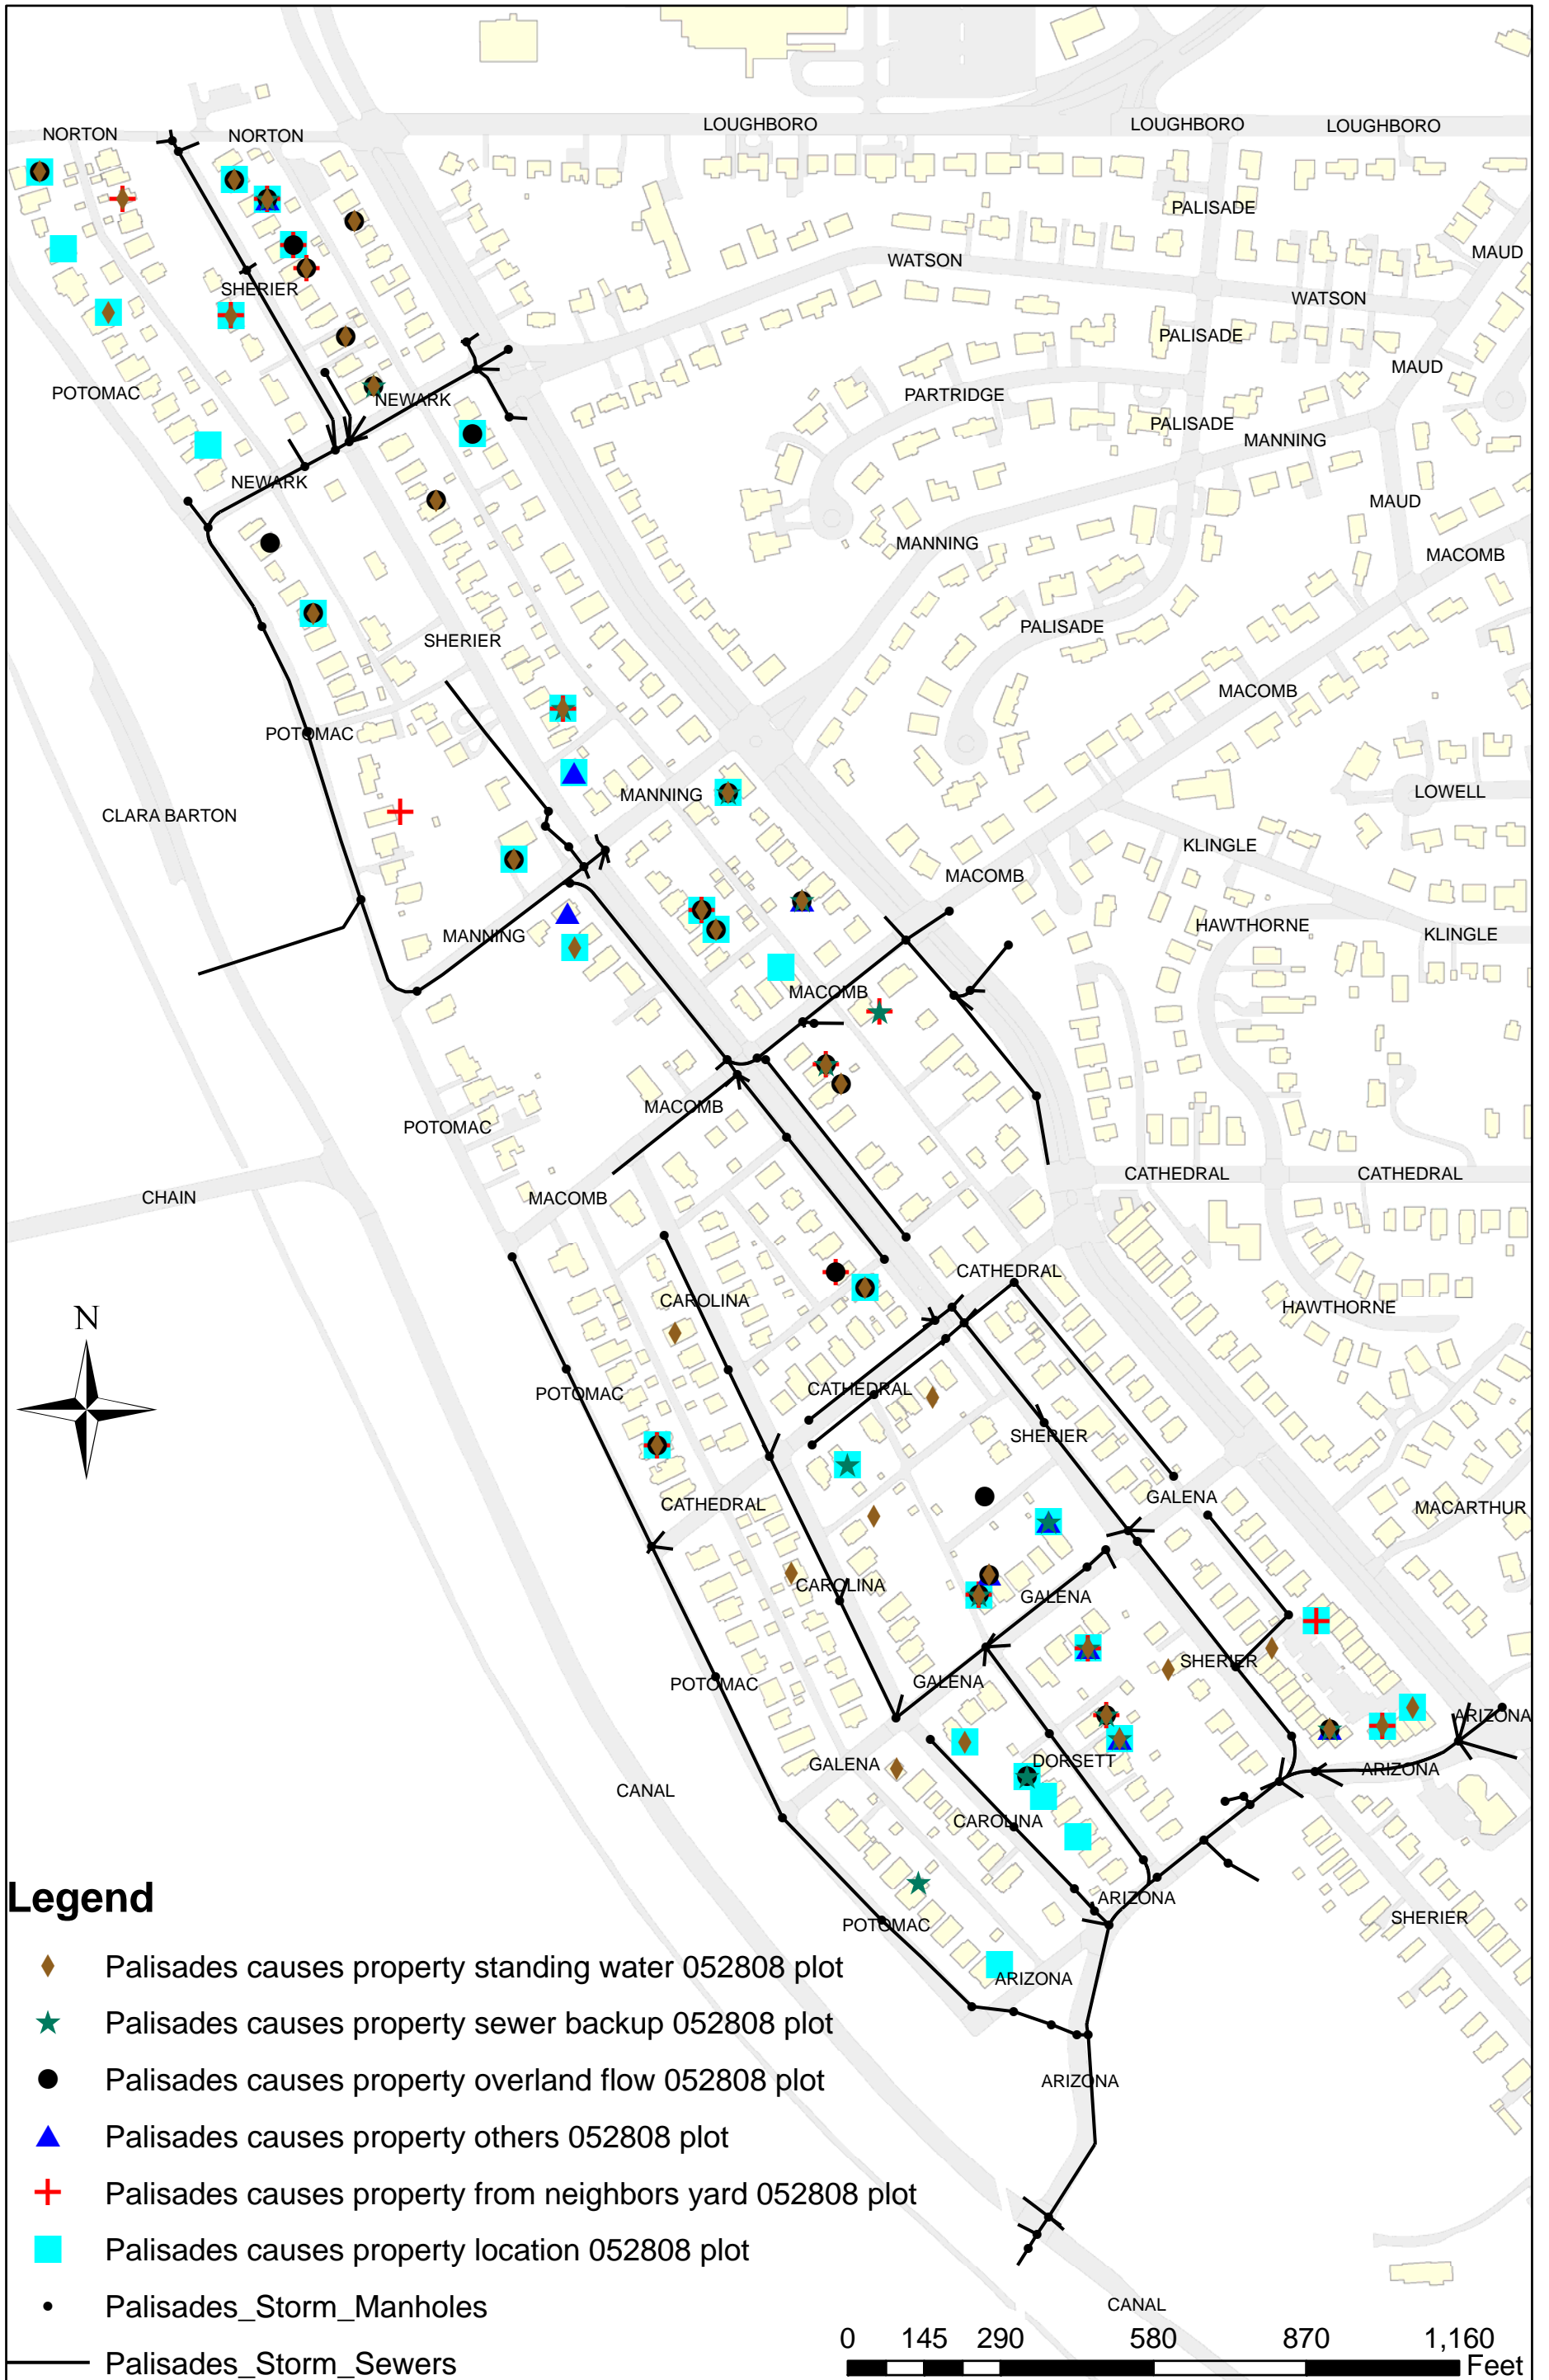 LOUGHBORO LOUGHBORO LOUGHBORO
NORTON NORTON
PALISADE
MAUD
WATSON
SHERIER
WATSON
PALISADE
MAUD
POTOMAC
PARTRIDGE
NEWARK
PALISADE
MANNING
NEWARK
MAUD
MANNING
MACOMB
PALISADE
SHERIER
MACOMB
POTOMAC
LOWELL
MANNING
CLARA BARTON
KLINGLE
MACOMB
HAWTHORNE
KLINGLE
MANNING
MACOMB
MACOMB
POTOMAC
CATHEDRAL CATHEDRAL
CHAIN
MACOMB
CATHEDRAL
CAROLINA
HAWTHORNE
N
CATHEDRAL
POTOMAC
SHERIER
GALENA
CATHEDRAL
MACARTHUR
CAROLINA
GALENA
SHERIER
GALENA
POTOMAC
ARIZONA
DORSETT
GALENA
ARIZONA
CANAL
CAROLINA
ARIZONA
SHERIER
POTOMAC
ARIZONA
ARIZONA
CANAL
Legend
Palisades causes property standing water 052808 plot
Palisades causes property sewer backup 052808 plot
Palisades causes property overland flow 052808 plot
Palisades causes property others 052808 plot
Palisades causes property from neighbors yard 052808 plot
Palisades causes property location 052808 plot
Palisades_Storm_Manholes
Palisades_Storm_Sewers
0 145 290 580 870 1,160
Feet